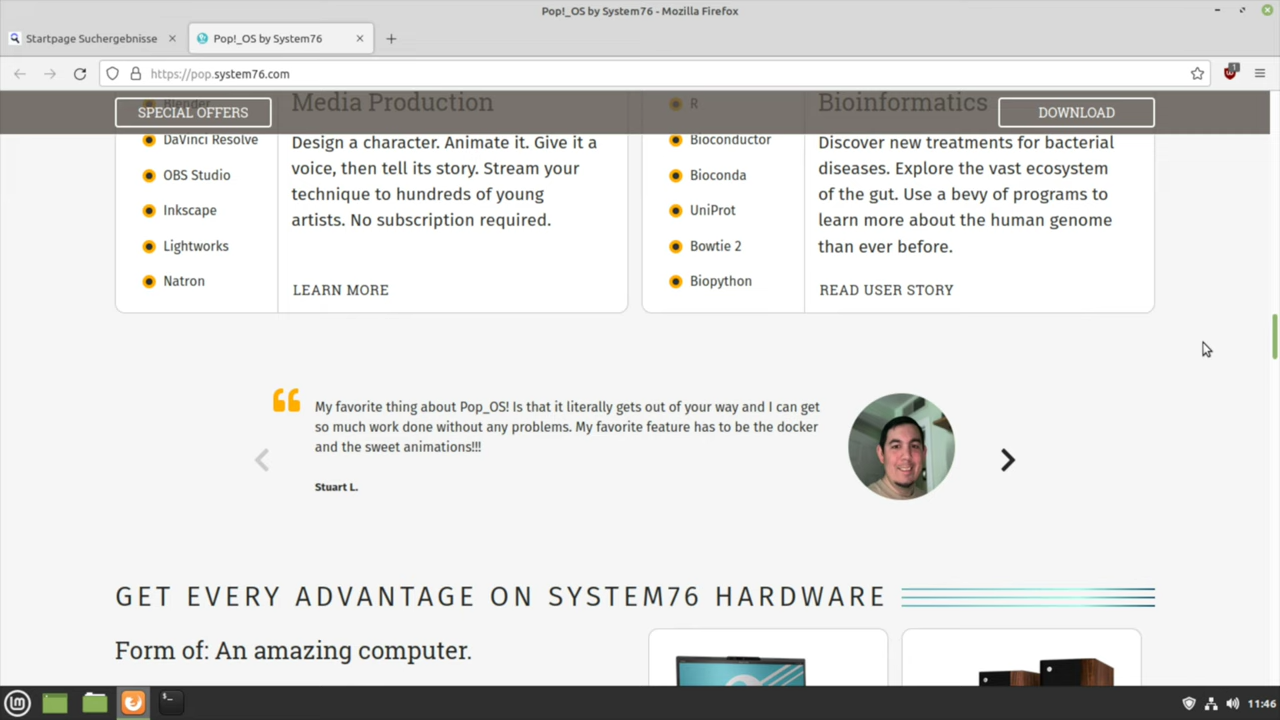 Pop!_OS by System76 - Mozilla Firefox
Startpage Suchergebnisse
Pop!_OS by System76
https://pop.system76.com
1
SPECIAL OFFERS
DOWNLOAD
Blender
Media Production
DaVinci Resolve
OBS Studio
Inkscape
Lightworks
Natron
Design a character. Animate it. Give it a
voice, then tell its story. Stream your
technique to hundreds of young
artists. No subscription required.
LEARN MORE
R
Bioinformatics
Bioconductor
Bioconda
UniProt
Bowtie 2
Biopython
Discover new treatments for bacterial
diseases. Explore the vast ecosystem
of the gut. Use a bevy of programs to
learn more about the human genome
than ever before.
READ USER STORY
My favorite thing about Pop_OS! Is that it literally gets out of your way and I can get
so much work done without any problems. My favorite feature has to be the docker
and the sweet animations!!!
Stuart L.
GET EVERY ADVANTAGE ON SYSTEM76 HARDWARE
Form of: An amazing computer.
11:46